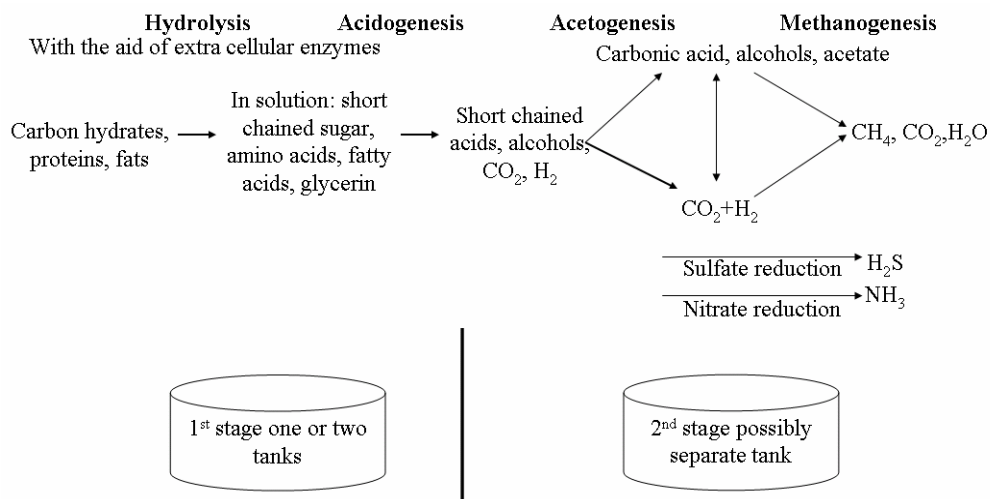 Hydrolysis Acidogenesis Acetogenesis Methanogenesis
With the aid of extra cellular enzymes
Carbon hydrates,
proteins, fats
In solution: short
chained sugar,
amino acids, fatty
acids, glycerin
Short chained
acids, alcohols,
CO₂, H₂
Carbonic acid, alcohols, acetate
CO₂+H₂
CH₄, CO₂,H₂O
Sulfate reduction H₂S
Nitrate reduction NH₃
1st stage one or two
tanks
2nd stage possibly
separate tank